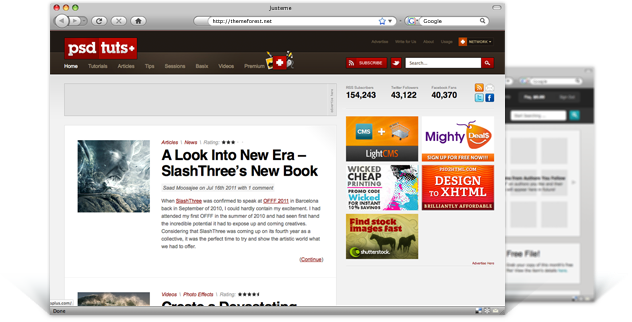 Justeme
http://themeforest.net
Google
psd tuts+
Advertise
Write for Us
About
Usage
NETWORK
Home
Tutorials
Articles
Tips
Sessions
Basix
Videos
Premium
SUBSCRIBE
Search...
RSS Subscribers
Twitter Followers
Facebook Fans
154,243
43,122
40,370
Advertise Here
Articles | News | Rating:
A Look Into New Era –
SlashThree's New Book
Saad Moosajee on Jul 16th 2011 with 1 comment
When SlashThree was confirmed to speak at OFFF 2011 in Barcelona
back in September of 2010, I could hardly contain my excitement. I had
attended my first OFFF in the summer of 2010 and had seen first hand
the incredible potential it had to expose up and coming creatives.
Considering that SlashThree was coming up on its fourth year as a
collective, it was the perfect time to try and show the artistic world what
we had to offer.
(Continue)
CMS
LightCMS
Mighty Deals
SIGN UP FOR FREE NOW!!!
WICKED
CHEAP
PRINTING
PROMO CODE
Wicked
FOR INSTANT
10% SAVINGS
PSD2HTML.COM
DESIGN
TO
XHTML
BRILLIANTLY AFFORDABLE
Find stock
images fast
shutterstock
Advertise Here
Videos | Photo Effects | Rating:
Create a Devastating
plus.com/
Done
Google
Sign Out
Free File!